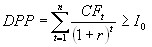 DPP = \sum_{t=1}^{n} \frac{CF_t}{(1+r)^t} \geq I_0